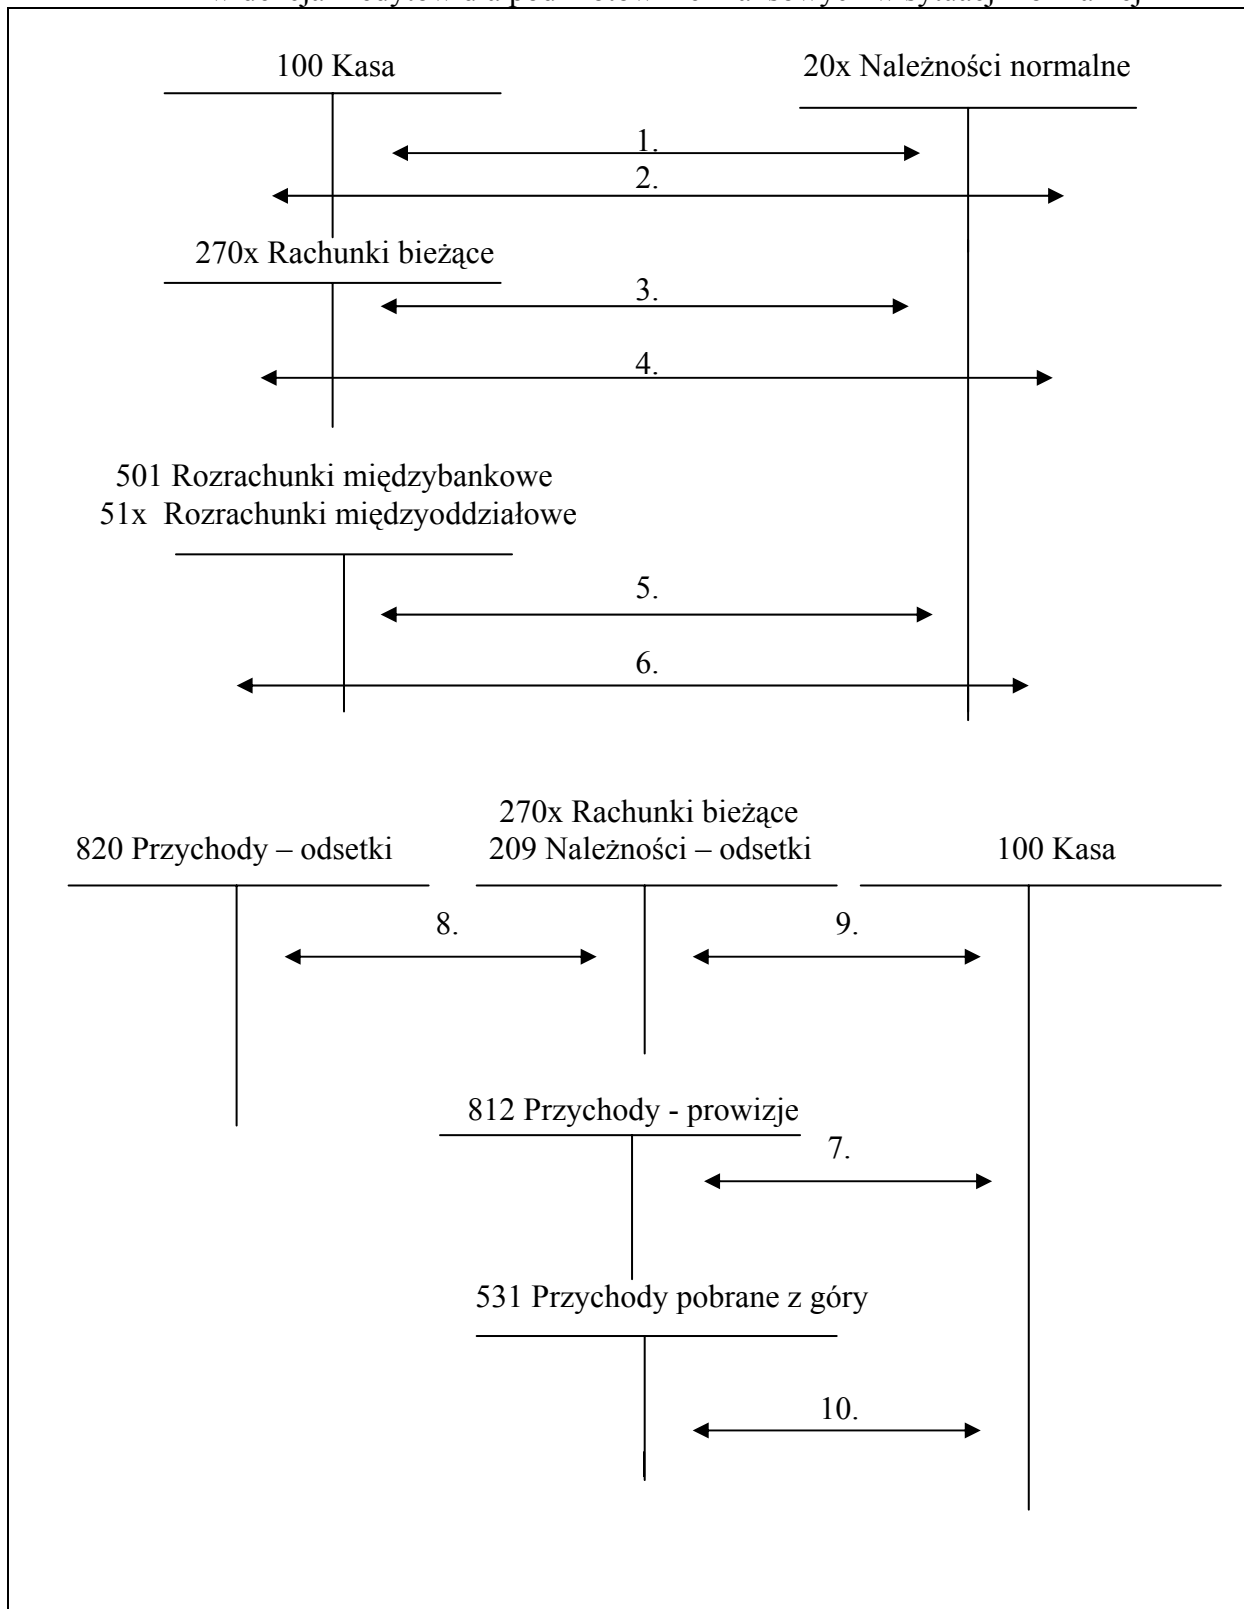 100 Kasa
20x Należności normalne
1.
2.
270x Rachunki bieżące
3.
4.
501 Rozrachunki międzybankowe
51x Rozrachunki międzyoddziałowe
5.
6.
270x Rachunki bieżące
820 Przychody – odsetki
209 Należności – odsetki
100 Kasa
8.
9.
812 Przychody - prowizje
7.
531 Przychody pobrane z góry
10.